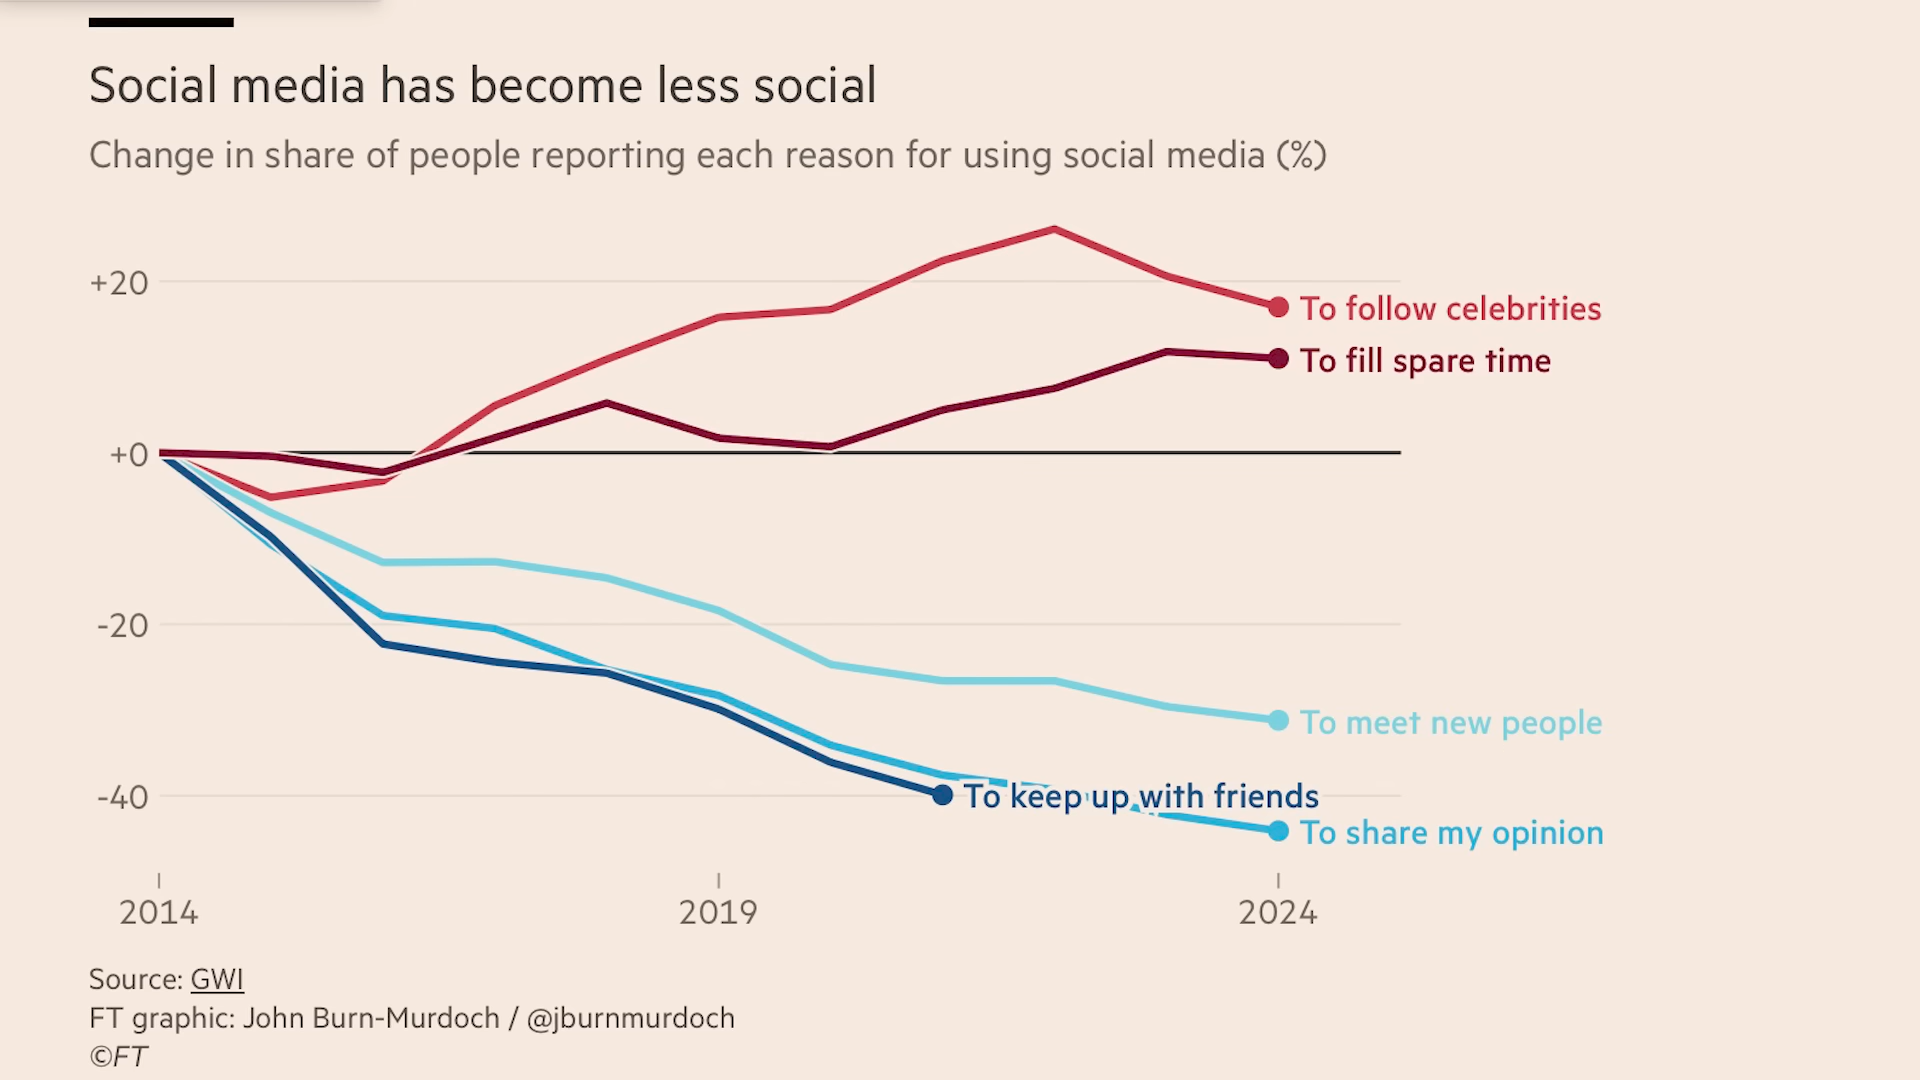 Social media has become less social
Change in share of people reporting each reason for using social media (%)
+20
To follow celebrities
To fill spare time
+0
-20
To meet new people
-40
To keep up with friends
To share my opinion
2014
2019
2024
Source: GWI
FT graphic: John Burn-Murdoch / @jburnmurdoch
©FT